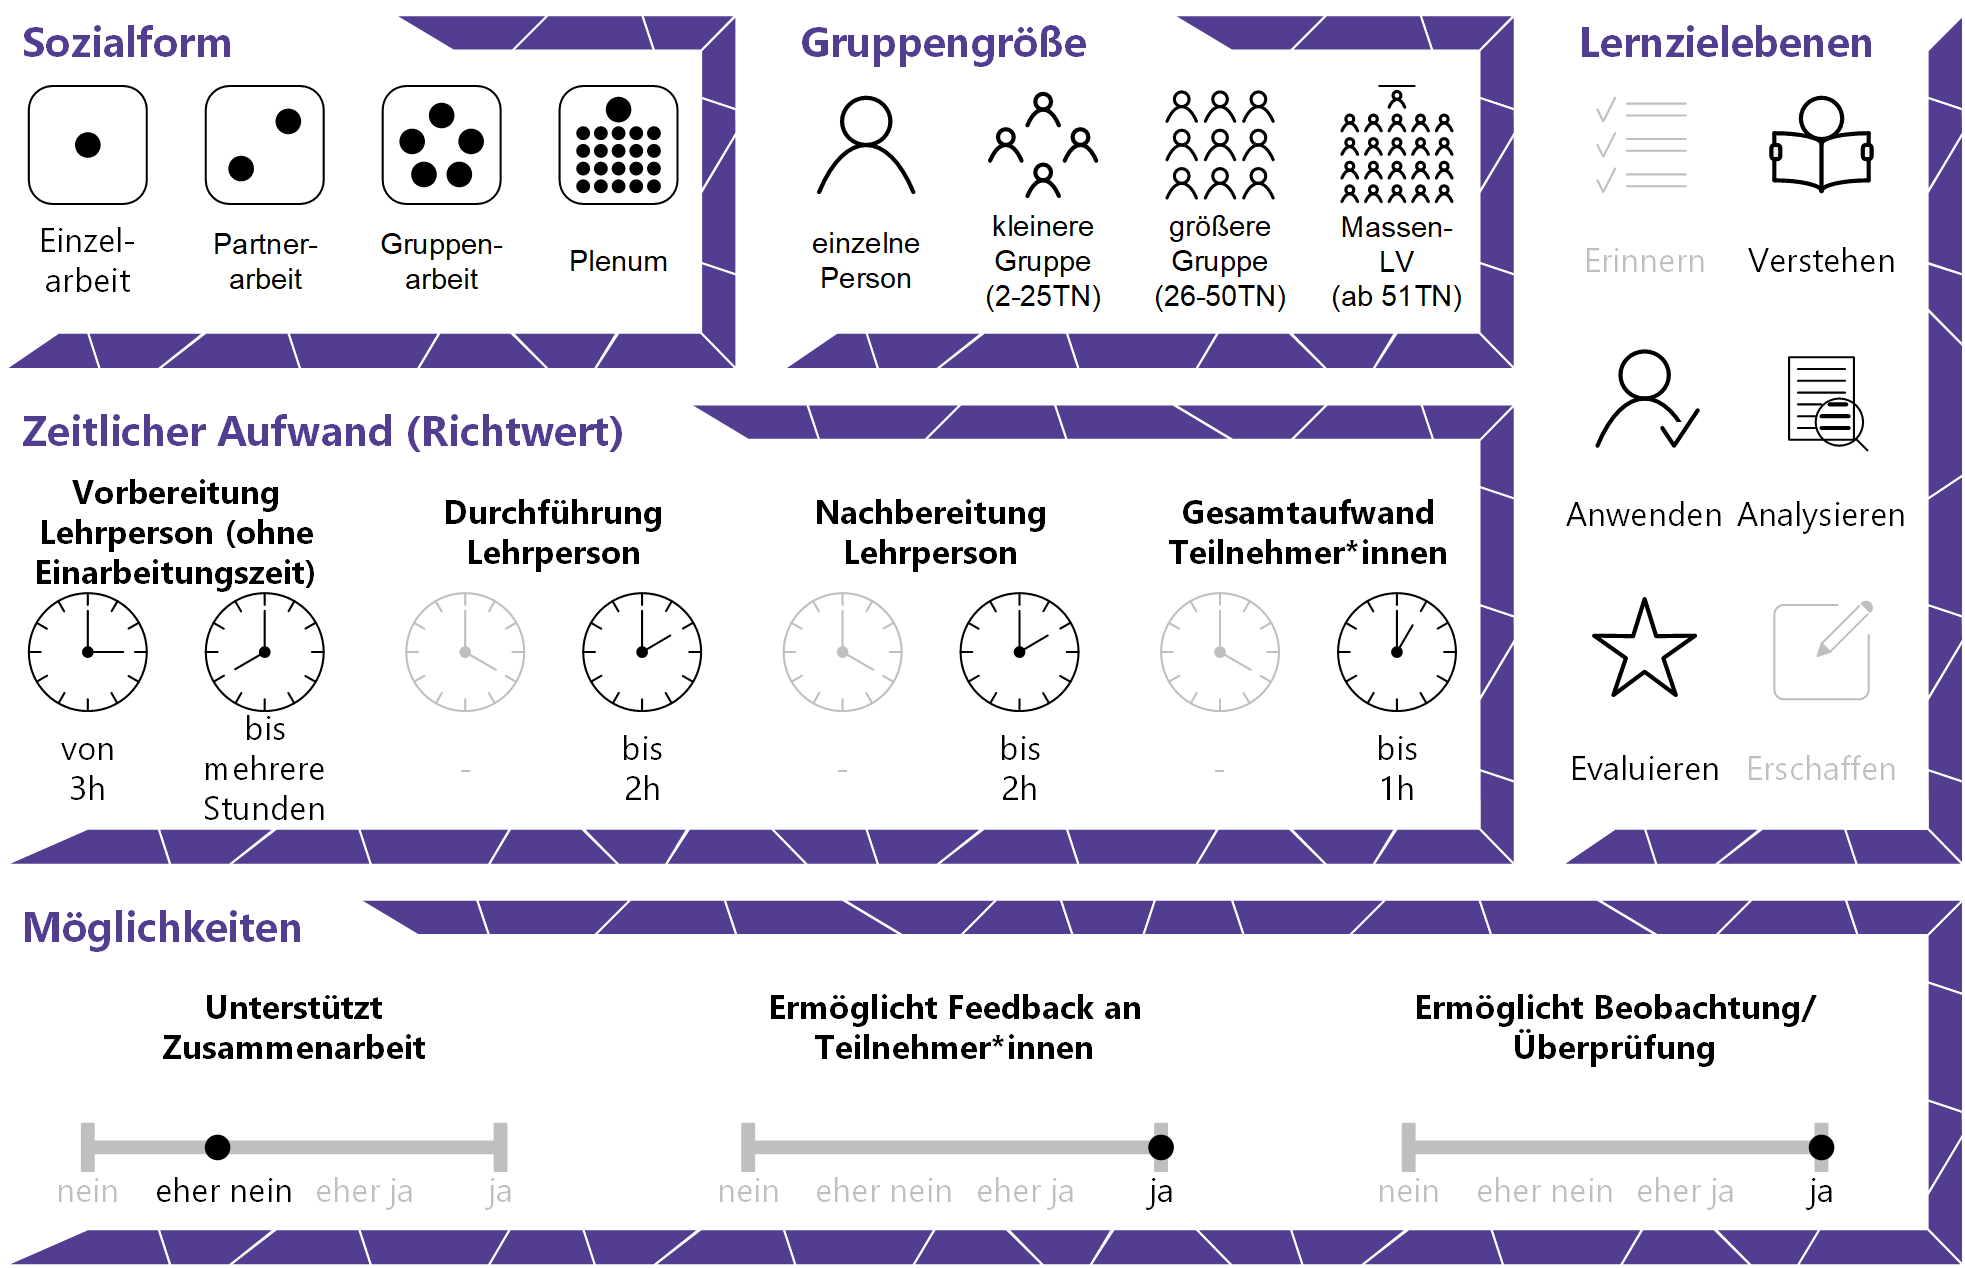 Sozialform
Einzel-
arbeit
Partner-
arbeit
Gruppen-
arbeit
Plenum
Gruppengröße
einzelne
Person
kleinere
Gruppe
(2-25TN)
größere
Gruppe
(26-50TN)
Massen-
LV
(ab 51TN)
Lernzielebenen
Erinnern
Verstehen
Anwenden
Analysieren
Evaluieren
Erschaffen
Zeitlicher Aufwand (Richtwert)
Vorbereitung
Lehrperson (ohne
Einarbeitungszeit)
von
3h
bis
mehrere
Stunden
Durchführung
Lehrperson
-
bis
2h
Nachbereitung
Lehrperson
-
bis
2h
Gesamtaufwand
Teilnehmer*innen
-
bis
1h
Möglichkeiten
Unterstützt
Zusammenarbeit
nein eher nein eher ja ja
Ermöglicht Feedback an
Teilnehmer*innen
nein eher nein eher ja ja
Ermöglicht Beobachtung/
Überprüfung
nein eher nein eher ja ja